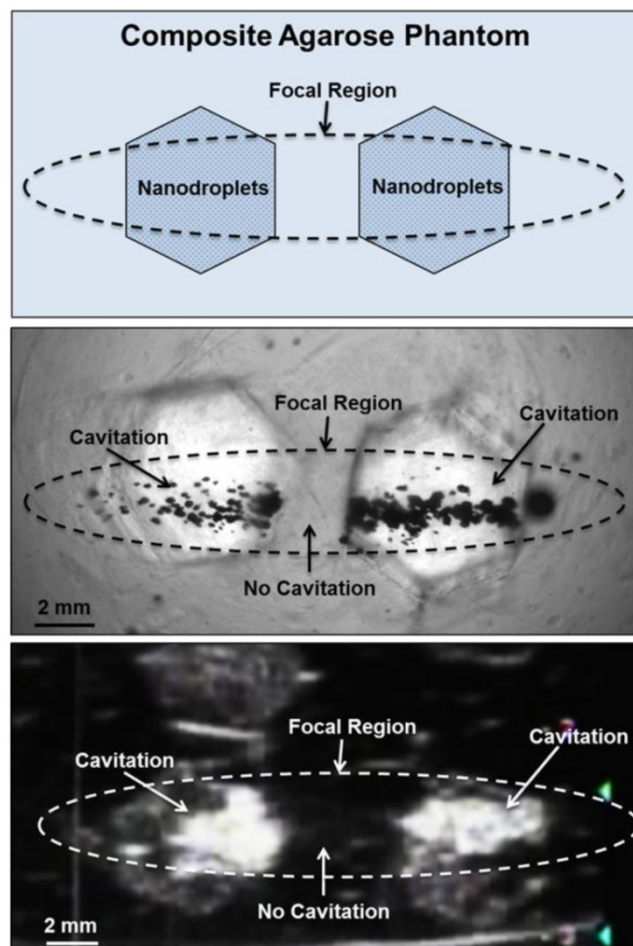 Composite Agarose Phantom
Focal Region
Nanodroplets
Nanodroplets
Focal Region
Cavitation
Cavitation
No Cavitation
2 mm
Focal Region
Cavitation
Cavitation
No Cavitation
2 mm